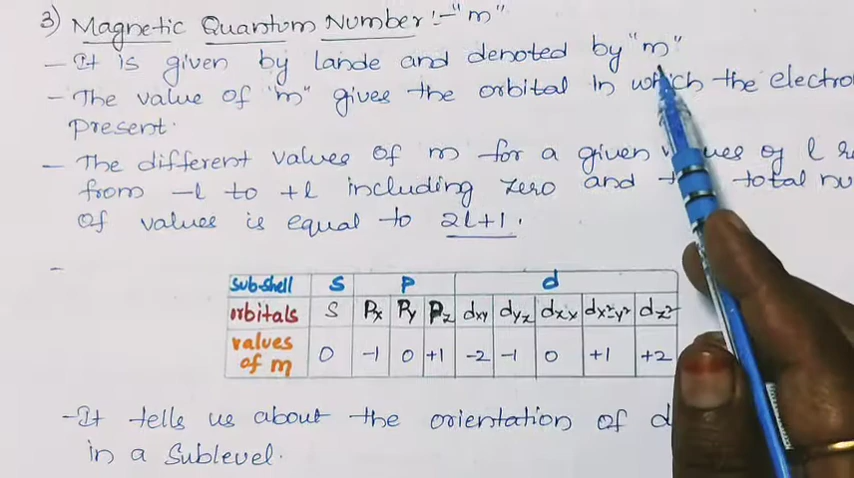 3) Magnetic Quantum Number :- "m"
- It is given by lande and denoted by "m"
- The value of "m" gives the orbital in which the electro
present.
- The different values of m for a given ues of l
from -l to +l including zero and total nu
of values is equal to 2l+1.
-
sub-shell S P d
orbitals S Px Py Pz dxy dyz dzx dx²-y² dz²
values of m 0 -1 0 +1 -2 -1 0 +1 +2
- It tells us about the orientation of d
in a Sublevel.